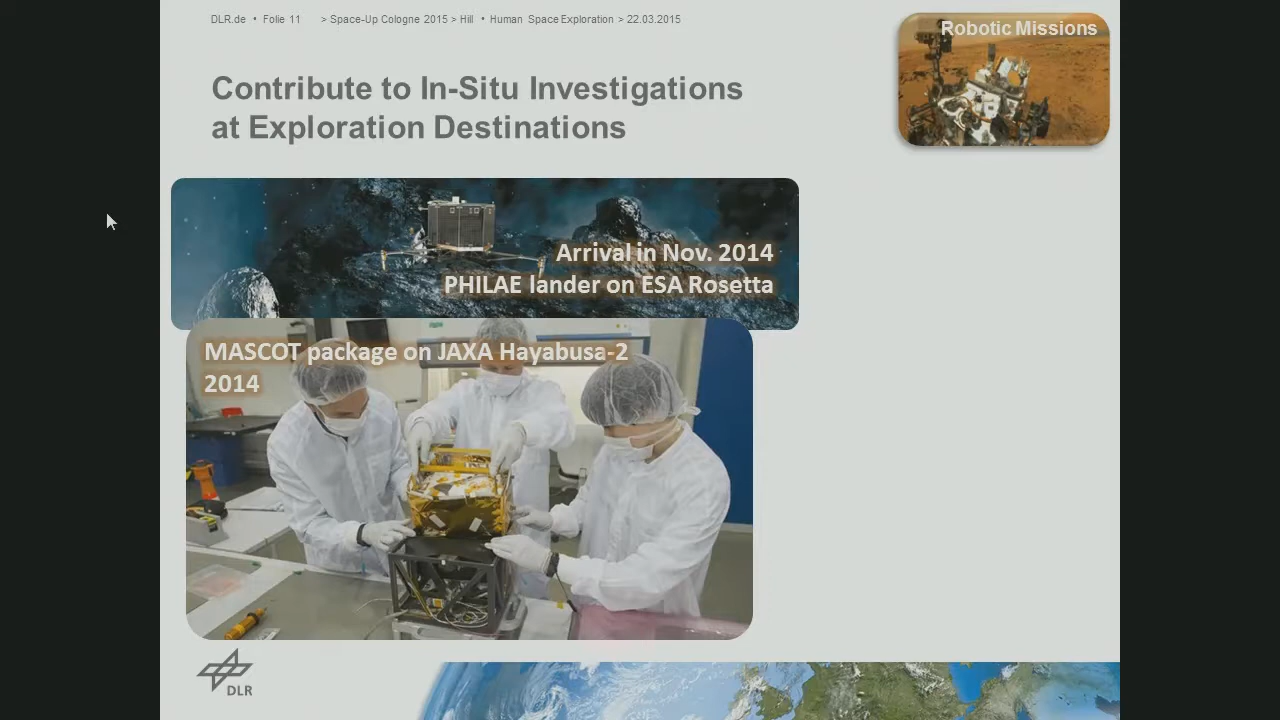 DLR.de • Folie 11 > Space-Up Cologne 2015 > Hill • Human Space Exploration > 22.03.2015
Robotic Missions
Contribute to In-Situ Investigations
at Exploration Destinations
Arrival in Nov. 2014
PHILAE lander on ESA Rosetta
MASCOT package on JAXA Hayabusa-2
2014
DLR